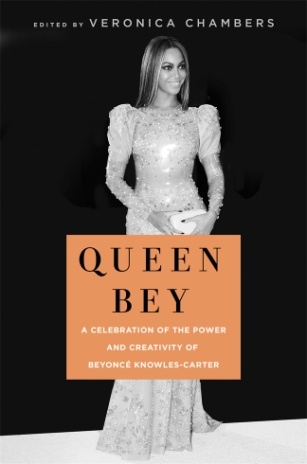 EDITED BY VERONICA CHAMBERS
QUEEN
BEY
A CELEBRATION OF THE POWER
AND CREATIVITY OF
BEYONCÉ KNOWLES-CARTER